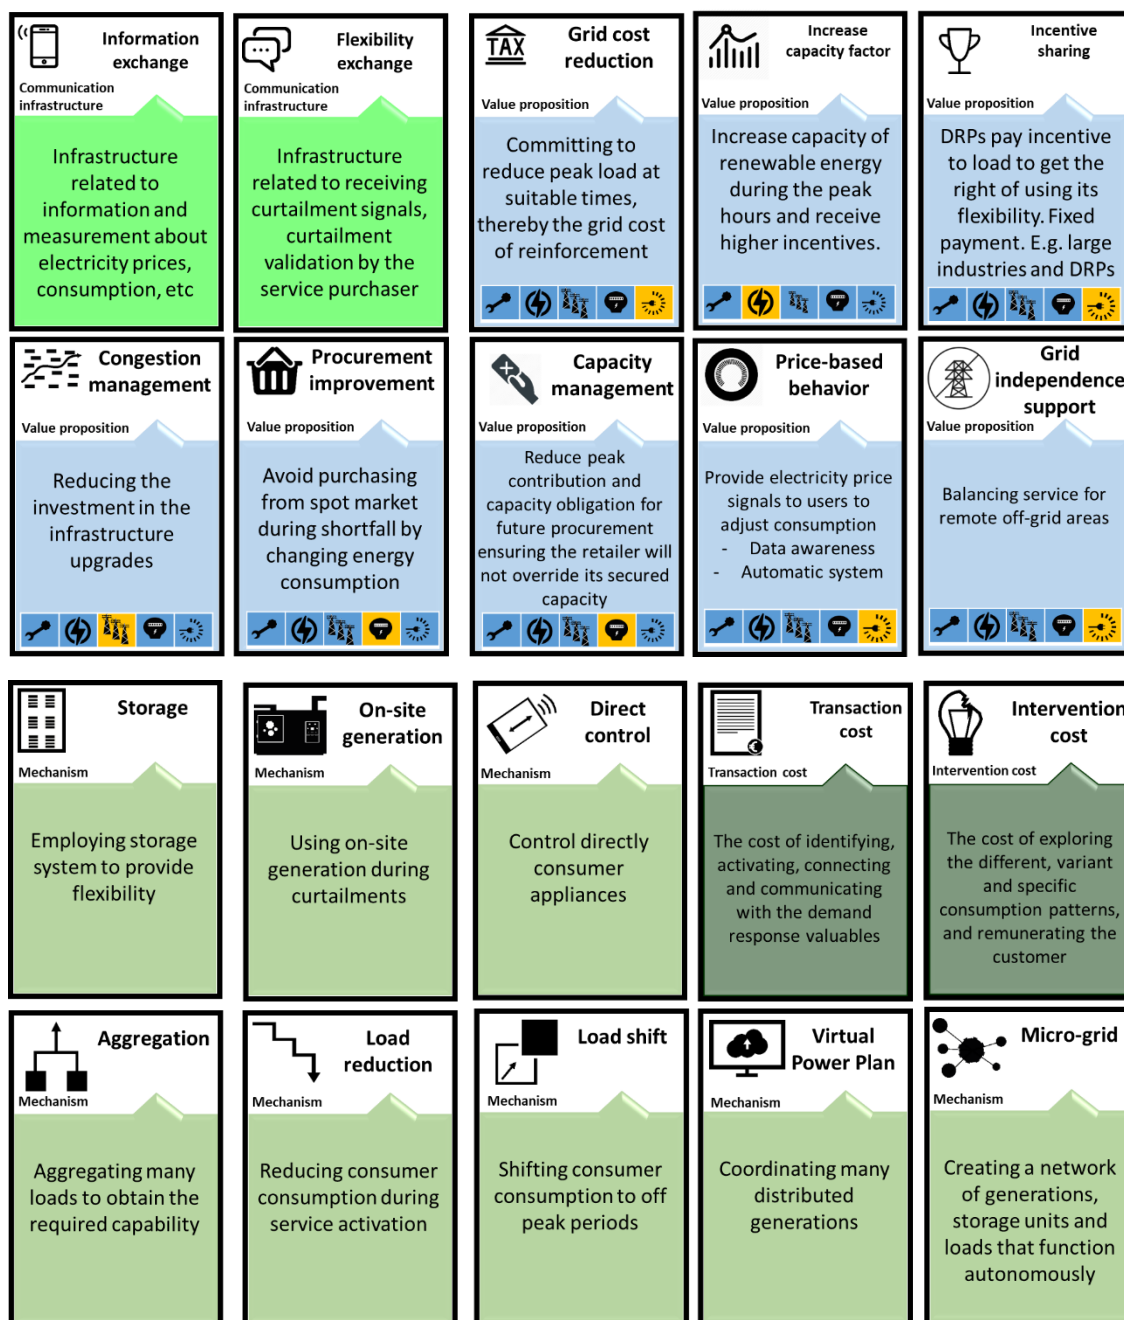 Information
exchange
Communication
infrastructure
Infrastructure
related to
information and
measurement about
electricity prices,
consumption, etc
Flexibility
exchange
Communication
infrastructure
Infrastructure
related to receiving
curtailment signals,
curtailment
validation by the
service purchaser
TAX
Grid cost
reduction
Value proposition
Committing to
reduce peak load at
suitable times,
thereby the grid cost
of reinforcement
Increase
capacity factor
Value proposition
Increase capacity of
renewable energy
during the peak
hours and receive
higher incentives.
Incentive
sharing
Value proposition
DRPs pay incentive
to load to get the
right of using its
flexibility. Fixed
payment. E.g. large
industries and DRPs
Congestion
management
Value proposition
Reducing the
investment in the
infrastructure
upgrades
Procurement
improvement
Value proposition
Avoid purchasing
from spot market
during shortfall by
changing energy
consumption
Capacity
management
Value proposition
Reduce peak
contribution and
capacity obligation for
future procurement
ensuring the retailer will
not override its secured
capacity
Price-based
behavior
Value proposition
Provide electricity price
signals to users to
adjust consumption
- Data awareness
- Automatic system
Grid
independence
support
Value proposition
Balancing service for
remote off-grid areas
Storage
Mechanism
Employing storage
system to provide
flexibility
On-site
generation
Mechanism
Using on-site
generation during
curtailments
Direct
control
Mechanism
Control directly
consumer
appliances
Transaction
cost
Transaction cost
The cost of identifying,
activating, connecting
and communicating
with the demand
response valuables
Intervention
cost
Intervention cost
The cost of exploring
the different, variant
and specific
consumption patterns,
and remunerating the
customer
Aggregation
Mechanism
Aggregating many
loads to obtain the
required capability
Load
reduction
Mechanism
Reducing consumer
consumption during
service activation
Load shift
Mechanism
Shifting consumer
consumption to off
peak periods
Virtual
Power Plan
Mechanism
Coordinating many
distributed
generations
Micro-grid
Mechanism
Creating a network
of generations,
storage units and
loads that function
autonomously